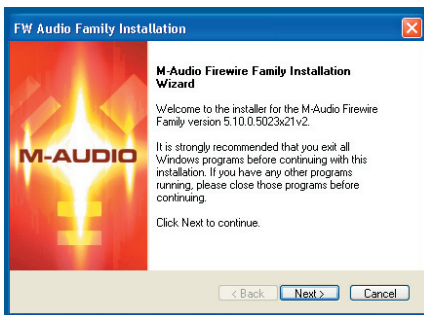 FW Audio Family Installation
M-AUDIO
M-Audio Firewire Family Installation
Wizard
Welcome to the installer for the M-Audio Firewire
Family version 5.10.0.5023x21v2.
It is strongly recommended that you exit all
Windows programs before continuing with this
installation. If you have any other programs
running, please close those programs before
continuing.
Click Next to continue.
< Back Next > Cancel